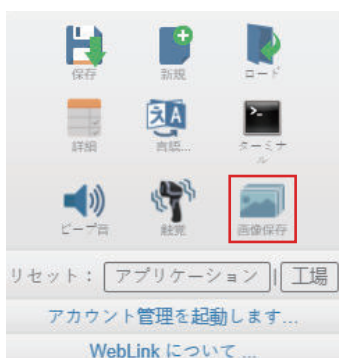 保存 新規 ロード
詳細 言語... ターミナル
ビープ音 触覚 画像保存
リセット： アプリケーション | 工場
アカウント管理を起動します...
WebLink について ...